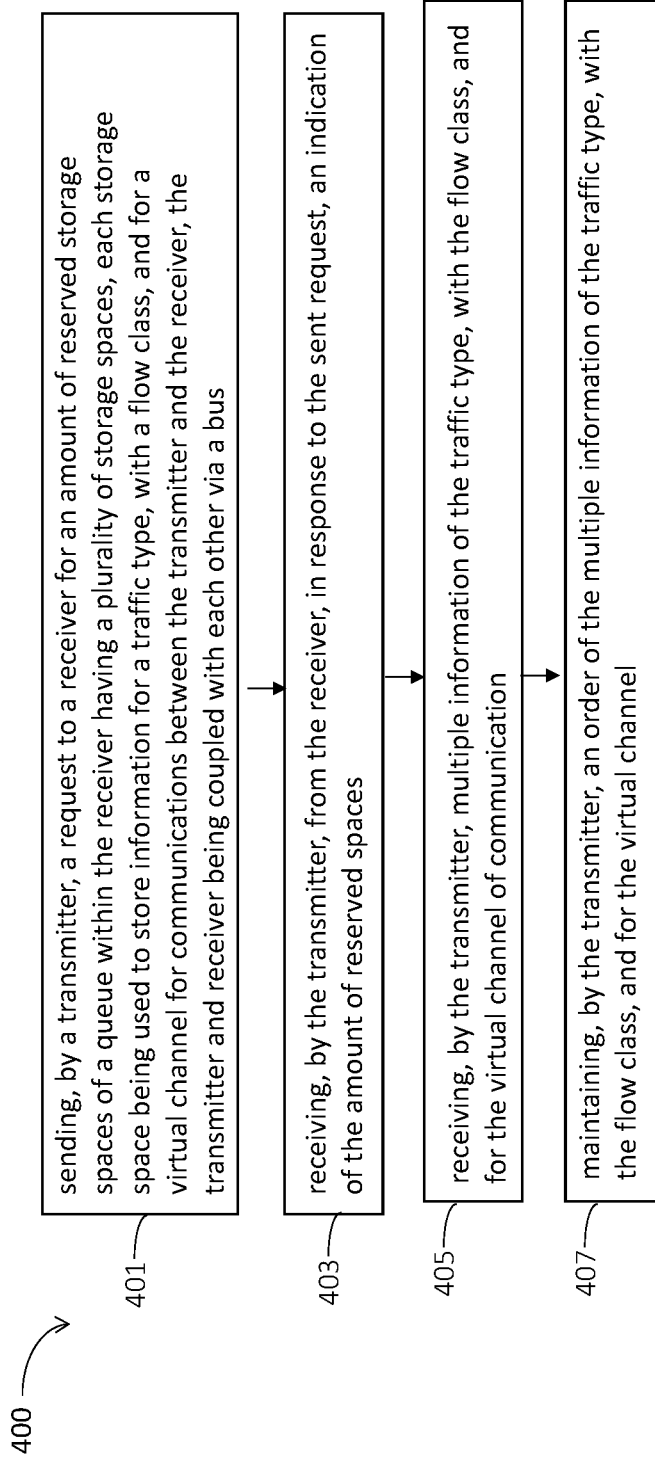 400
401
sending, by a transmitter, a request to a receiver for an amount of reserved storage
spaces of a queue within the receiver having a plurality of storage spaces, each storage
space being used to store information for a traffic type, with a flow class, and for a
virtual channel for communications between the transmitter and the receiver, the
transmitter and receiver being coupled with each other via a bus
403
receiving, by the transmitter, from the receiver, in response to the sent request, an indication
of the amount of reserved spaces
405
receiving, by the transmitter, multiple information of the traffic type, with the flow class, and
for the virtual channel of communication
407
maintaining, by the transmitter, an order of the multiple information of the traffic type, with
the flow class, and for the virtual channel